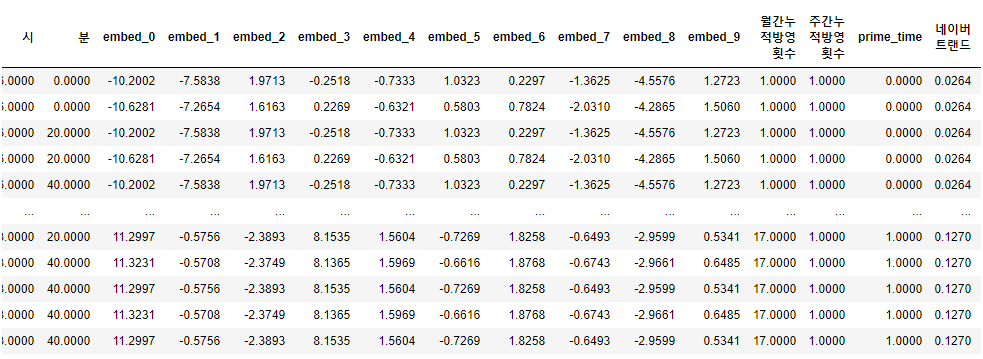 시 분 embed_0 embed_1 embed_2 embed_3 embed_4 embed_5 embed_6 embed_7 embed_8 embed_9 월간누적방영횟수 주간누적방영횟수 prime_time 네이버트랜드
.0000 0.0000 -10.2002 -7.5838 1.9713 -0.2518 -0.7333 1.0323 0.2297 -1.3625 -4.5576 1.2723 1.0000 1.0000 0.0000 0.0264
.0000 0.0000 -10.6281 -7.2654 1.6163 0.2269 -0.6321 0.5803 0.7824 -2.0310 -4.2865 1.5060 1.0000 1.0000 0.0000 0.0264
.0000 20.0000 -10.2002 -7.5838 1.9713 -0.2518 -0.7333 1.0323 0.2297 -1.3625 -4.5576 1.2723 1.0000 1.0000 0.0000 0.0264
.0000 20.0000 -10.6281 -7.2654 1.6163 0.2269 -0.6321 0.5803 0.7824 -2.0310 -4.2865 1.5060 1.0000 1.0000 0.0000 0.0264
.0000 40.0000 -10.2002 -7.5838 1.9713 -0.2518 -0.7333 1.0323 0.2297 -1.3625 -4.5576 1.2723 1.0000 1.0000 0.0000 0.0264
... ... ... ... ... ... ... ... ... ... ... ... ... ... ... ...
.0000 20.0000 11.2997 -0.5756 -2.3893 8.1535 1.5604 -0.7269 1.8258 -0.6493 -2.9599 0.5341 17.0000 1.0000 1.0000 0.1270
.0000 40.0000 11.3231 -0.5708 -2.3749 8.1365 1.5969 -0.6616 1.8768 -0.6743 -2.9661 0.6485 17.0000 1.0000 1.0000 0.1270
.0000 40.0000 11.2997 -0.5756 -2.3893 8.1535 1.5604 -0.7269 1.8258 -0.6493 -2.9599 0.5341 17.0000 1.0000 1.0000 0.1270
.0000 40.0000 11.3231 -0.5708 -2.3749 8.1365 1.5969 -0.6616 1.8768 -0.6743 -2.9661 0.6485 17.0000 1.0000 1.0000 0.1270
.0000 40.0000 11.2997 -0.5756 -2.3893 8.1535 1.5604 -0.7269 1.8258 -0.6493 -2.9599 0.5341 17.0000 1.0000 1.0000 0.1270